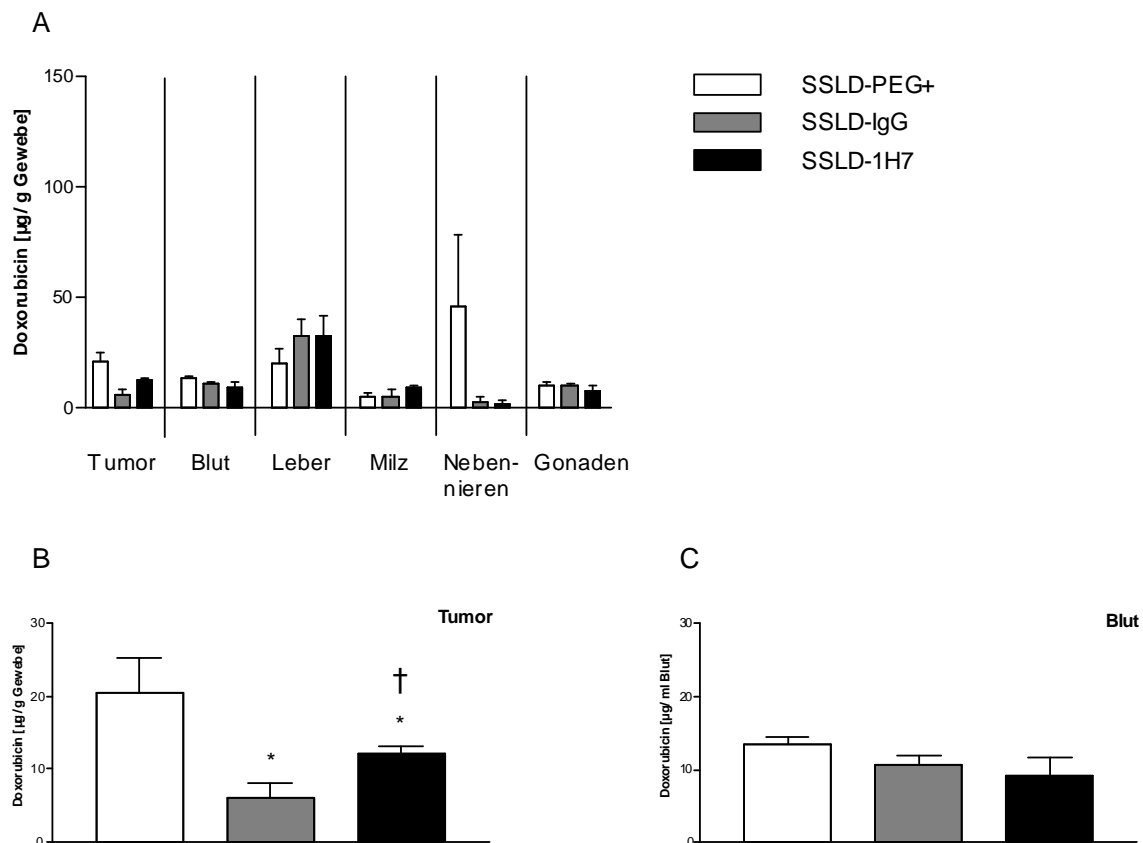 A
Doxorubicin [µg/ g Gewebe]
150
100
50
0
SSLD-PEG+
SSLD-IgG
SSLD-1H7
Tumor
Blut
Leber
Milz
Neben-
nieren
Gonaden
B
Tumor
Doxorubicin [µg/ g Gewebe]
30
20
10
0
*
†
*
C
Blut
Doxorubicin [µg/ ml Blut]
30
20
10
0